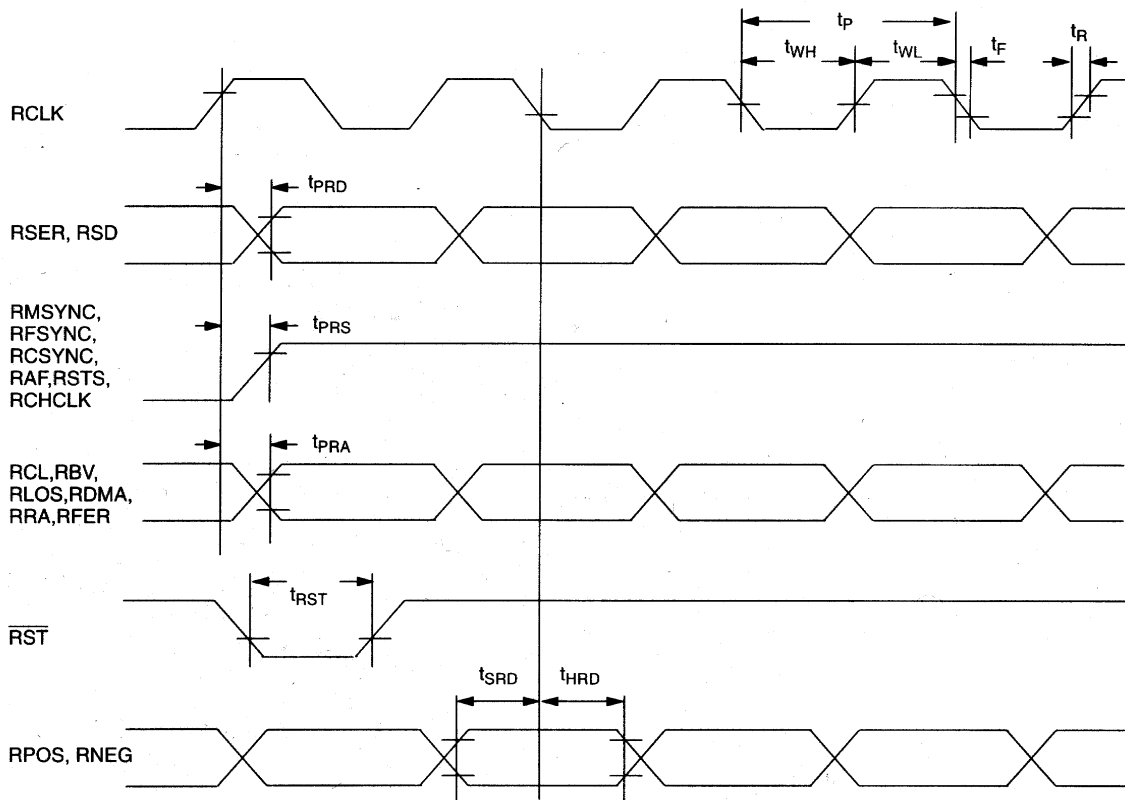 tP
tWH
tWL
tF
tR
RCLK
tPRD
RSER, RSD
RMSYNC,
RFSYNC,
RCSYNC,
RAF,RSTS,
RCHCLK
tPRS
tPRA
RCL,RBV,
RLOS,RDMA,
RRA,RFER
tRST
RST
tSRD
tHRD
RPOS, RNEG